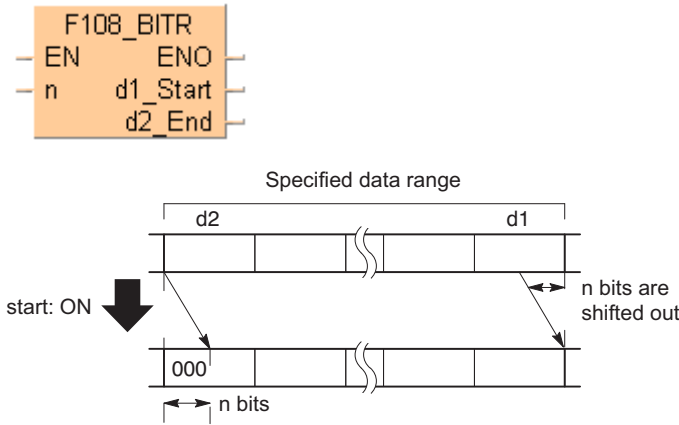 F108_BITR
EN ENO
n d1_Start
d2_End
Specified data range
d2 d1
start: ON
n bits are
shifted out
000
n bits